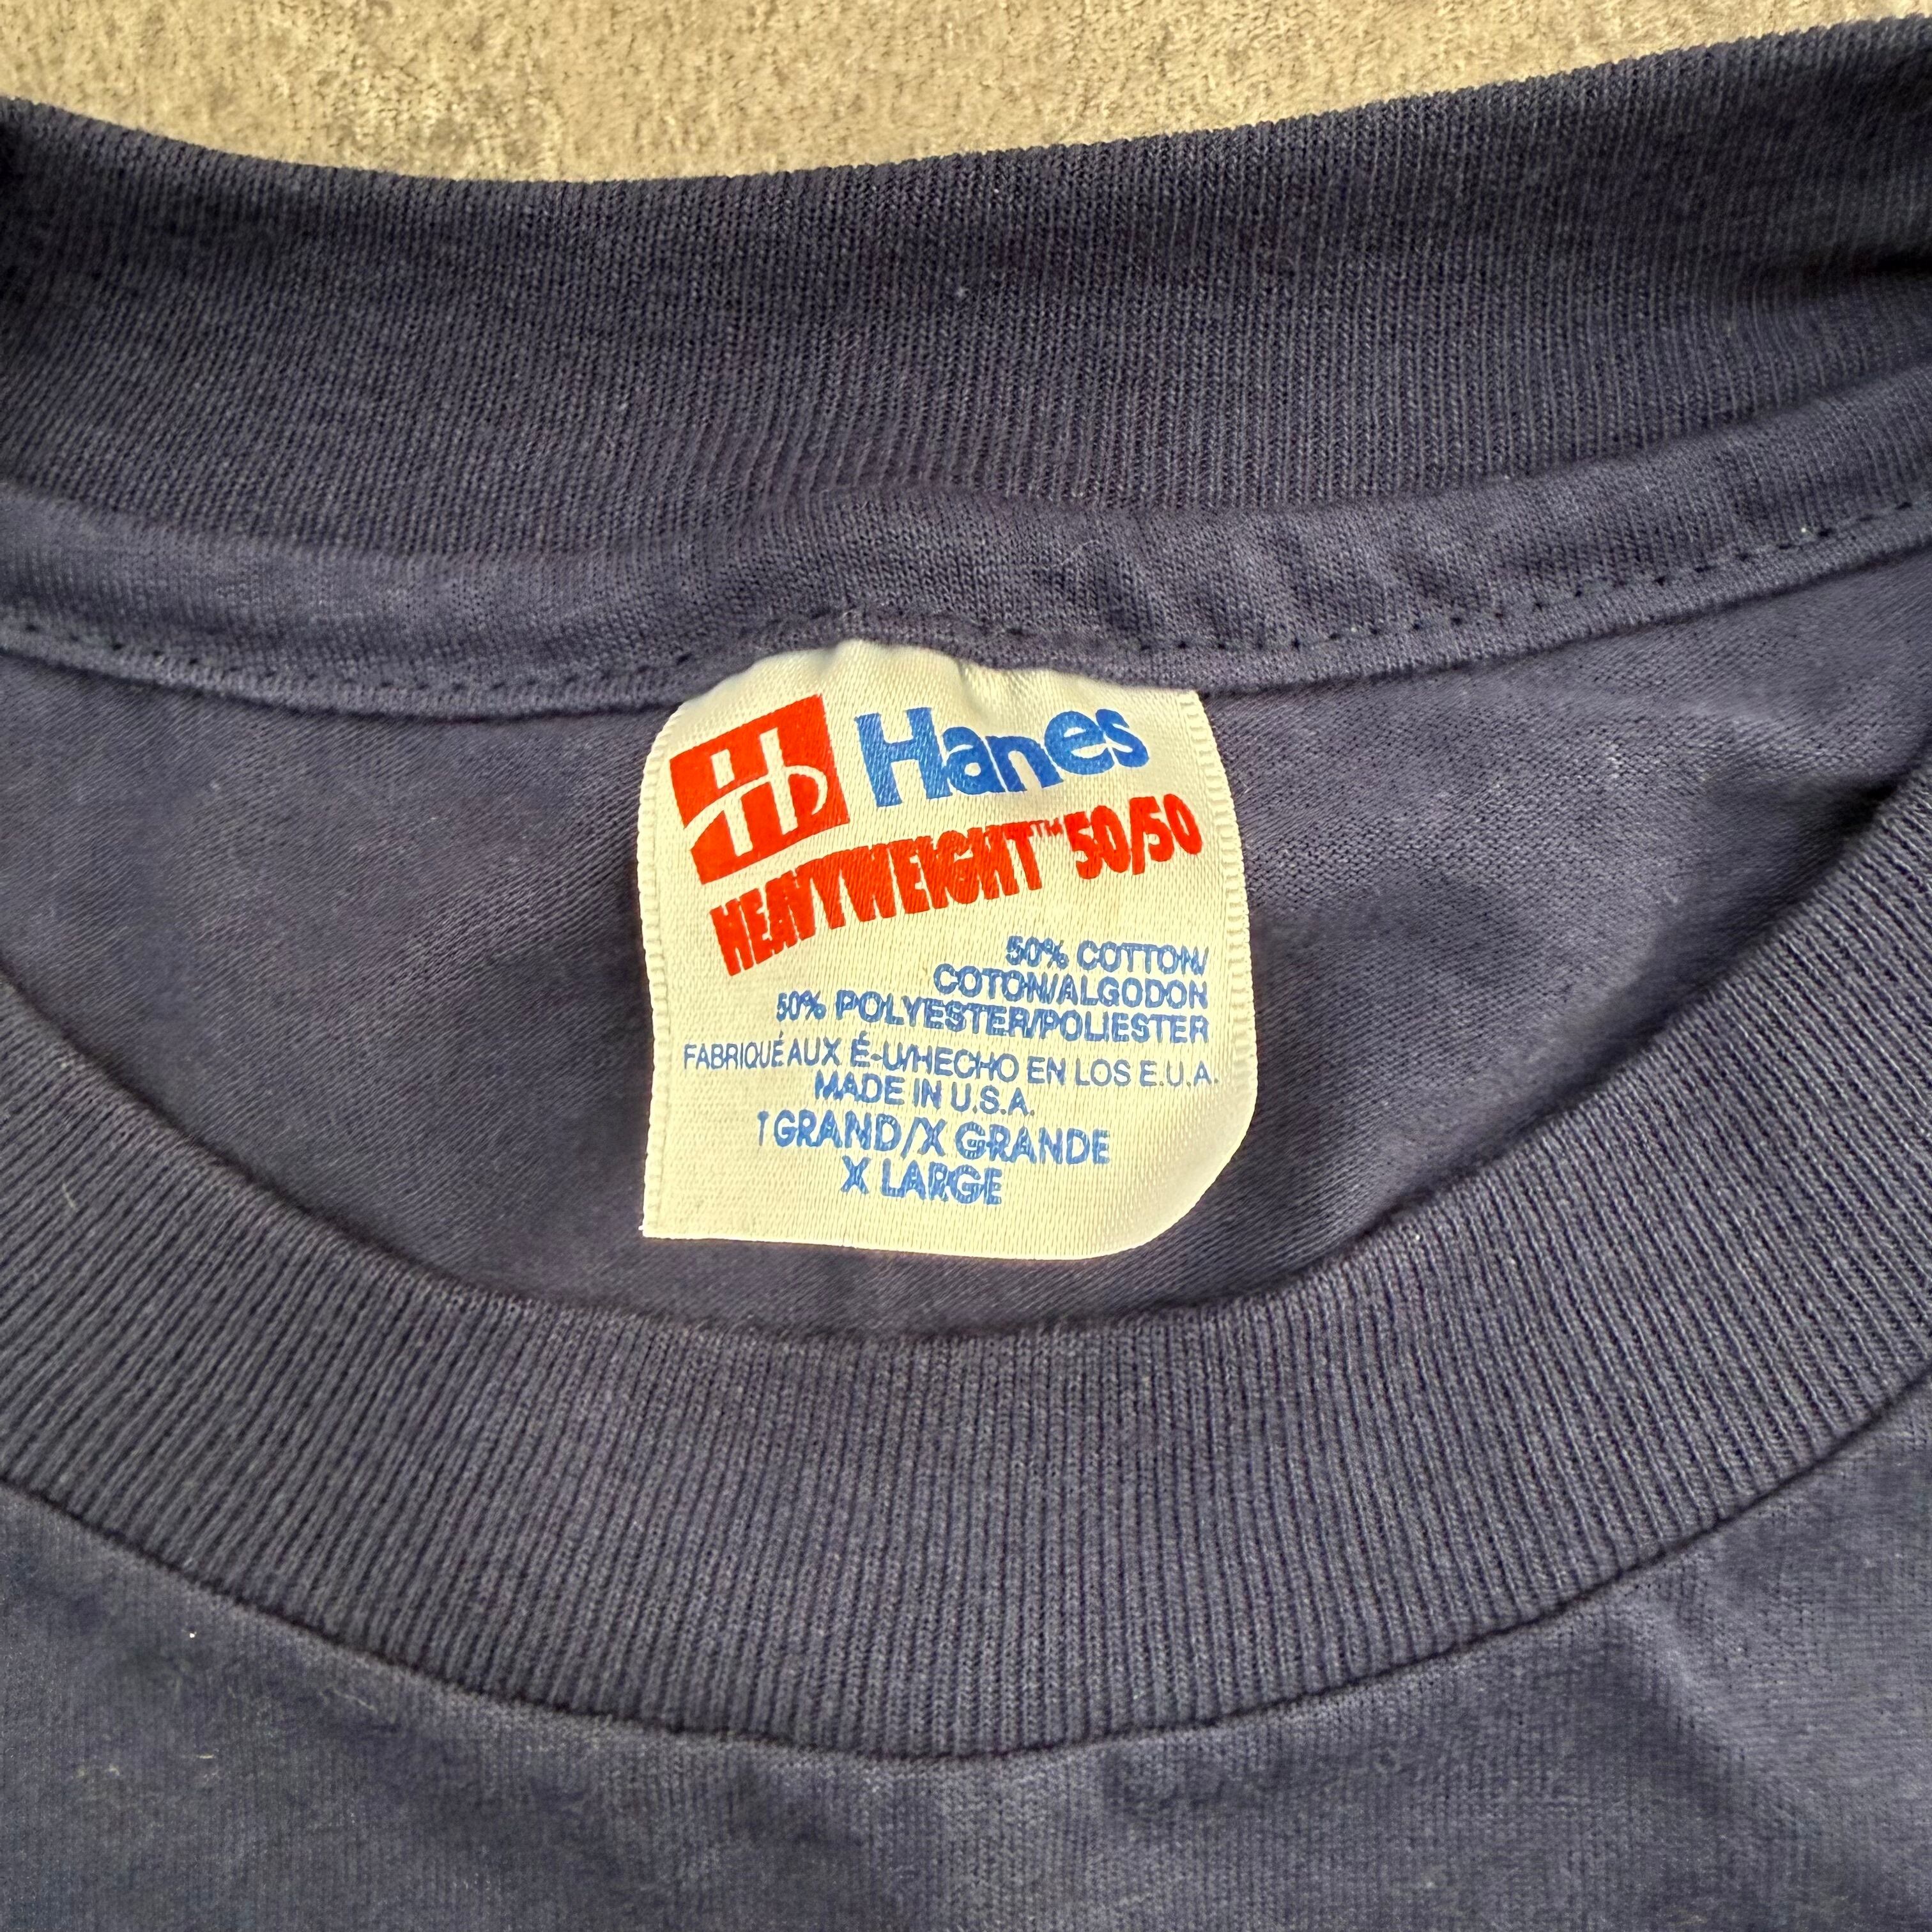 Hanes
HEAVYWEIGHT™ 50/50
50% COTTON/
COTON/ALGODON
50% POLYESTER/POLIESTER
FABRIQUÉ AUX É-U/HECHO EN LOS E.U.A.
MADE IN U.S.A.
T GRAND/X GRANDE
X LARGE